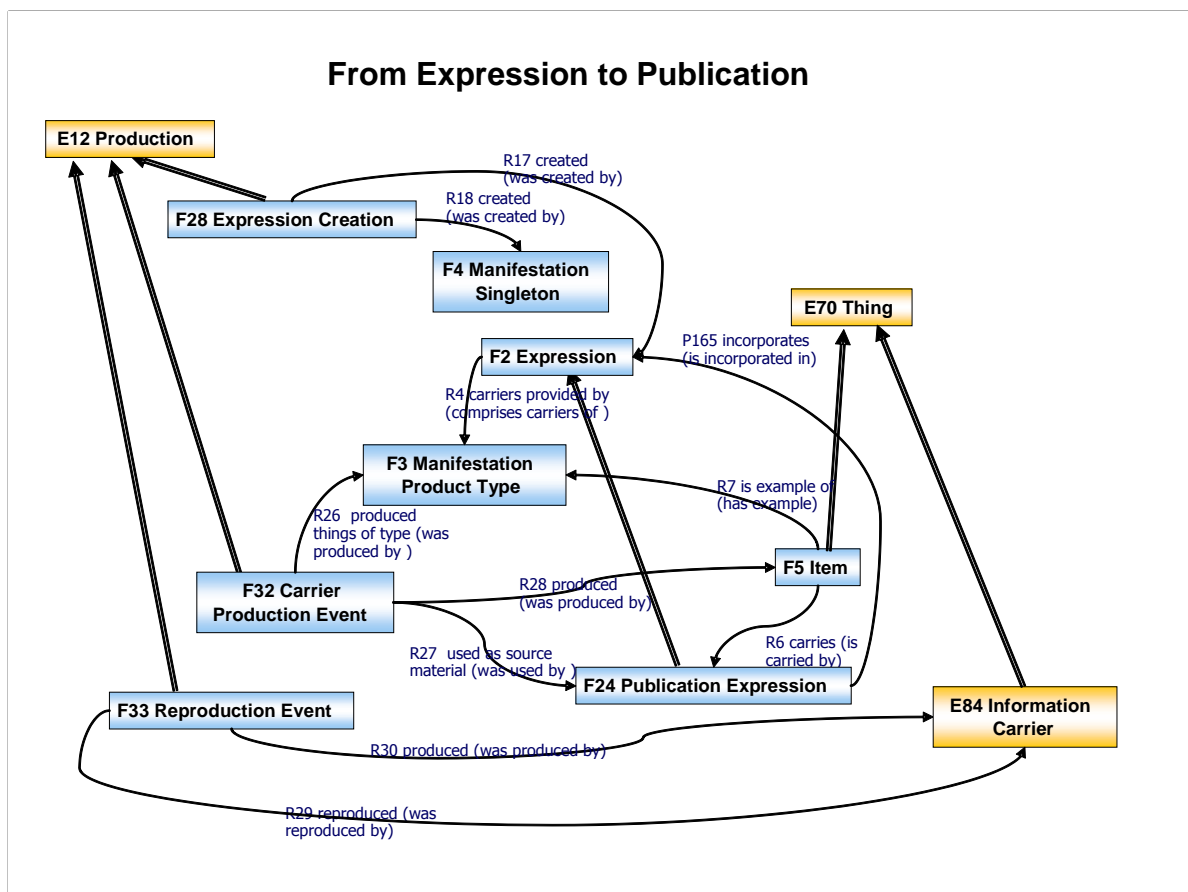 From Expression to Publication
E12 Production
R17 created
(was created by)
R18 created
(was created by)
F28 Expression Creation
F4 Manifestation
Singleton
E70 Thing
F2 Expression
P165 incorporates
(is incorporated in)
R4 carriers provided by
(comprises carriers of )
F3 Manifestation
Product Type
R7 is example of
(has example)
R26  produced
things of type (was
produced by )
F5 Item
F32 Carrier
Production Event
R28 produced
(was produced by)
R6 carries (is
carried by)
R27  used as source
material (was used by )
F24 Publication Expression
F33 Reproduction Event
E84 Information
Carrier
R30 produced (was produced by)
R29 reproduced (was
reproduced by)